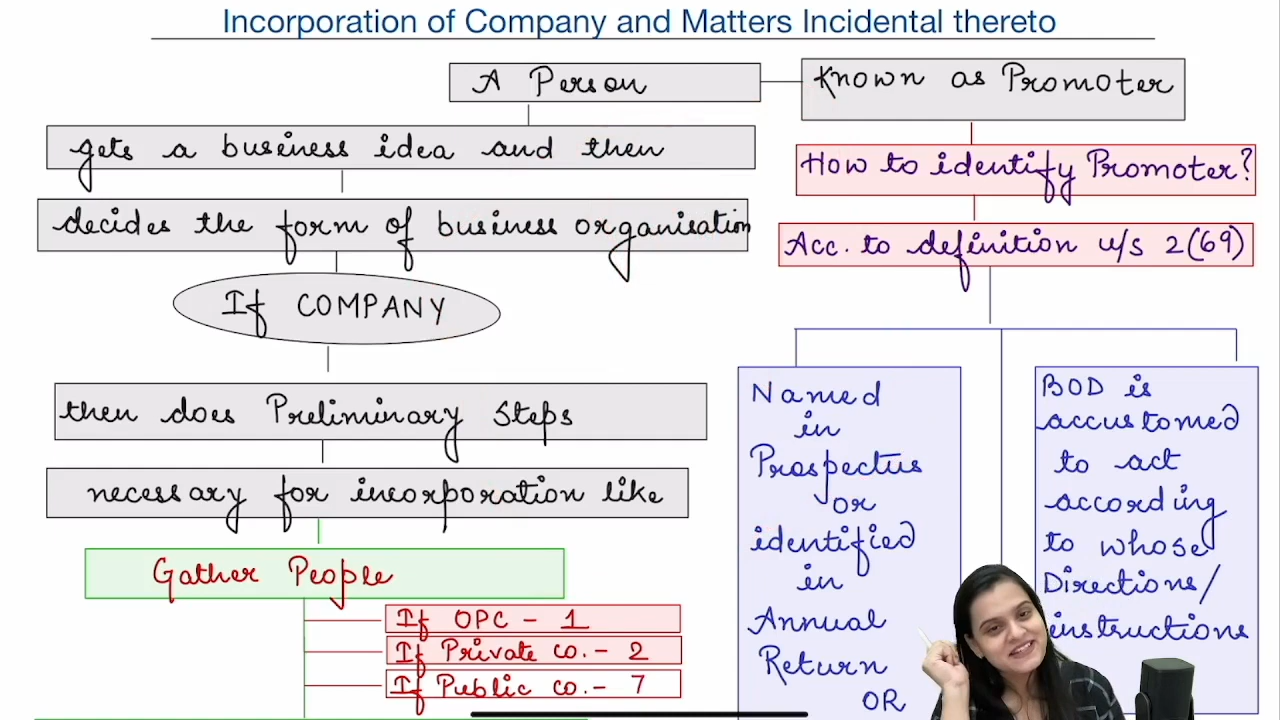 Incorporation of Company and Matters Incidental thereto
A Person
Known as Promoter
gets a business idea and then
How to identify Promoter?
decides the form of business organisation
Acc. to definition u/s 2(69)
If COMPANY
then does Preliminary Steps
necessary for incorporation like
Gather People
If OPC - 1
If Private co. - 2
If Public co. - 7
Named
in
Prospectus
or
identified
in
Annual
Return
OR
BOD is
accustomed
to act
according
to whose
Directions/
instructions